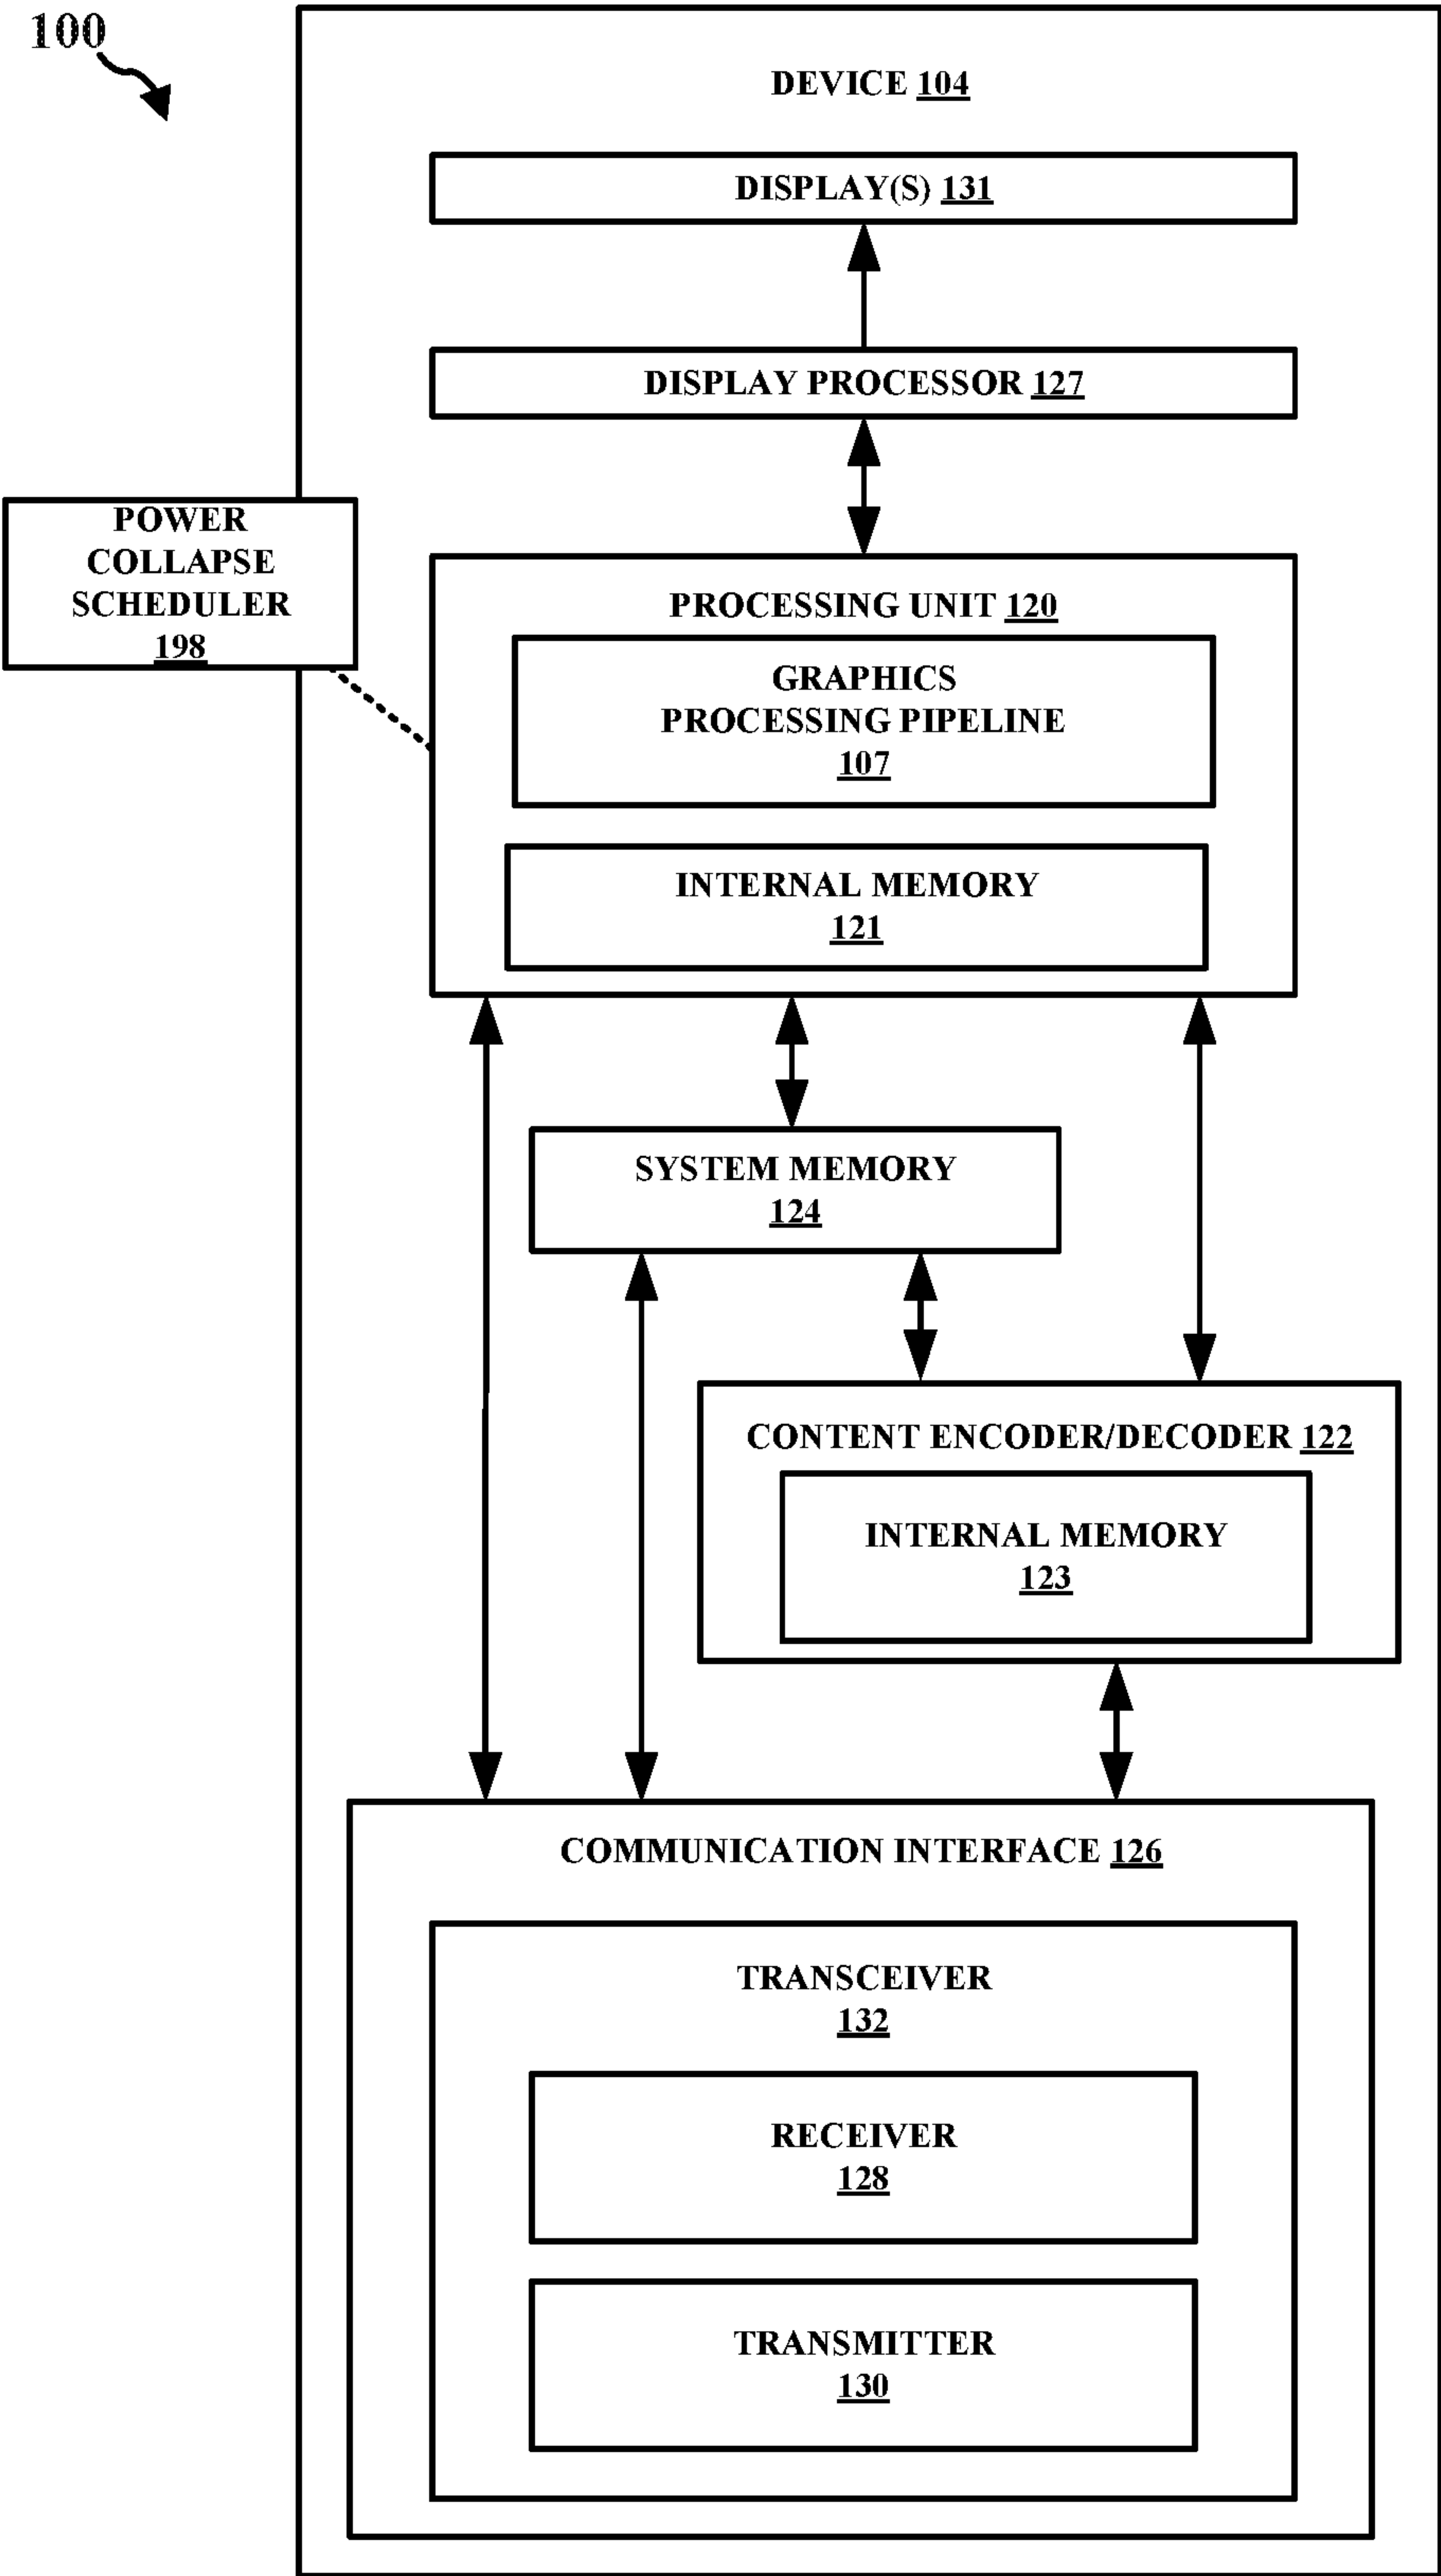 100
DEVICE 104
DISPLAY(S) 131
DISPLAY PROCESSOR 127
POWER
COLLAPSE
SCHEDULER
198
PROCESSING UNIT 120
GRAPHICS
PROCESSING PIPELINE
107
INTERNAL MEMORY
121
SYSTEM MEMORY
124
CONTENT ENCODER/DECODER 122
INTERNAL MEMORY
123
COMMUNICATION INTERFACE 126
TRANSCEIVER
132
RECEIVER
128
TRANSMITTER
130